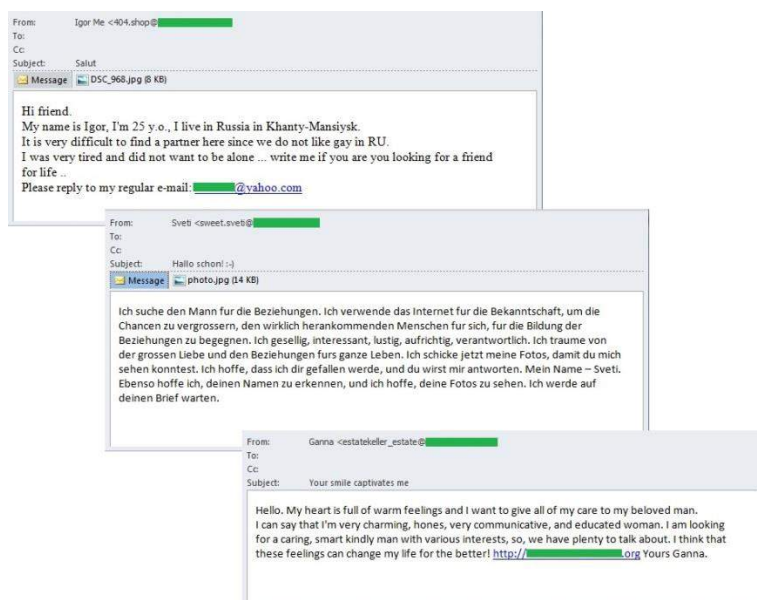 From: Igor Me <404.shop@
To:
Cc:
Subject: Salut
Message DSC_968.jpg (8 KB)
Hi friend.
My name is Igor, I'm 25 y.o., I live in Russia in Khanty-Mansiysk.
It is very difficult to find a partner here since we do not like gay in RU.
I was very tired and did not want to be alone ... write me if you are you looking for a friend
for life ..
Please reply to my regular e-mail: @yahoo.com
From: Sveti <sweet.sveti@
To:
Cc:
Subject: Hallo schon! :-)
Message photo.jpg (14 KB)
Ich suche den Mann fur die Beziehungen. Ich verwende das Internet fur die Bekanntschaft, um die
Chancen zu vergrossern, den wirklich herankommenden Menschen fur sich, fur die Bildung der
Beziehungen zu begegnen. Ich gesellig, interessant, lustig, aufrichtig, verantwortlich. Ich traume von
der grossen Liebe und den Beziehungen furs ganze Leben. Ich schicke jetzt meine Fotos, damit du mich
sehen konntest. Ich hoffe, dass ich dir gefallen werde, und du wirst mir antworten. Mein Name – Sveti.
Ebenso hoffe ich, deinen Namen zu erkennen, und ich hoffe, deine Fotos zu sehen. Ich werde auf
deinen Brief warten.
From: Ganna <estatekeller_estate@
To:
Cc:
Subject: Your smile captivates me
Hello. My heart is full of warm feelings and I want to give all of my care to my beloved man.
I can say that I'm very charming, hones, very communicative, and educated woman. I am looking
for a caring, smart kindly man with various interests, so, we have plenty to talk about. I think that
these feelings can change my life for the better! http:// .org Yours Ganna.